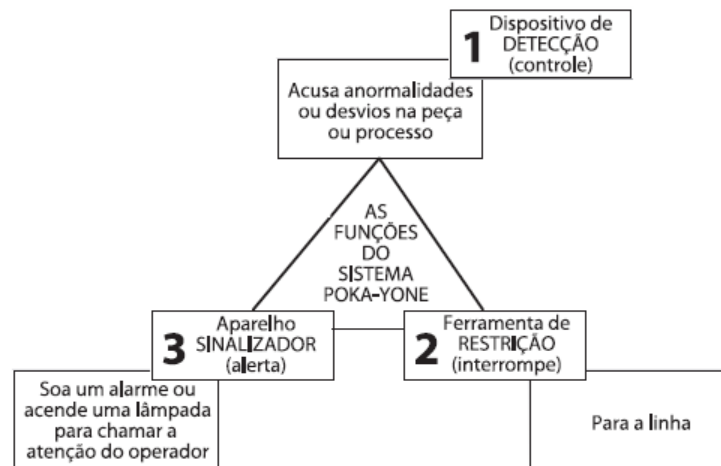 1
Dispositivo de
DETECÇÃO
(controle)
Acusa anormalidades
ou desvios na peça
ou processo
AS
FUNÇÕES
DO
SISTEMA
POKA-YONE
3
Aparelho
SINALIZADOR
(alerta)
2
Ferramenta de
RESTRIÇÃO
(interrompe)
Soa um alarme ou
acende uma lâmpada
para chamar a
atenção do operador
Para a linha